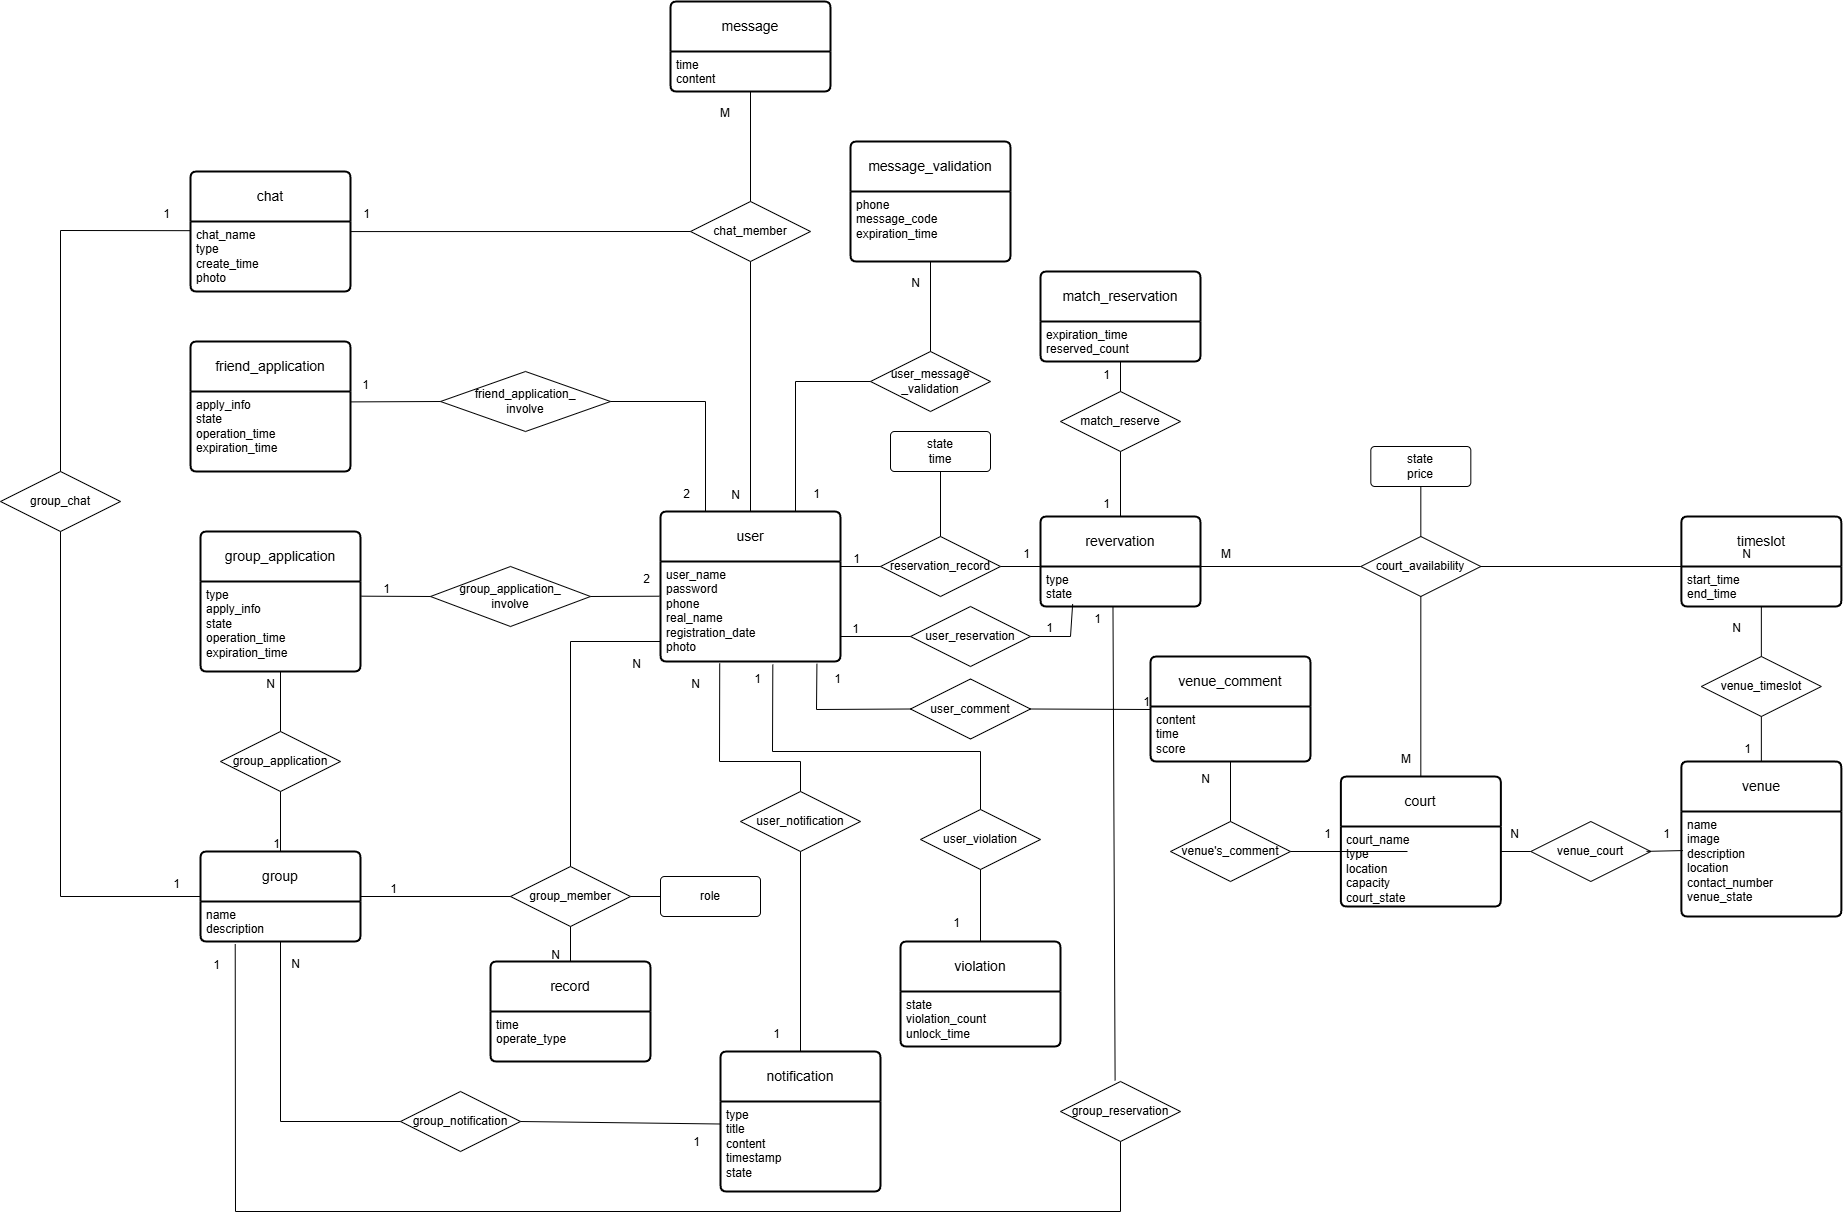 message
time
content
M
message_validation
phone
message_code
expiration_time
N
chat
chat_name
type
create_time
photo
1
1
chat_member
match_reservation
expiration_time
reserved_count
1
friend_application
apply_info
state
operation_time
expiration_time
1
friend_application_
involve
user_message
_validation
match_reserve
state
time
state
price
group_chat
2
N
1
1
group_application
type
apply_info
state
operation_time
expiration_time
1
group_application_
involve
2
user
user_name
password
phone
real_name
registration_date
photo
1
reservation_record
1
revervation
type
state
M
court_availability
timeslot
N
start_time
end_time
1
user_reservation
1
1
N
N
N
N
1
1
user_comment
1
venue_comment
content
time
score
venue_timeslot
group_application
1
N
M
1
court
court_name
type
location
capacity
court_state
venue
name
image
description
location
contact_number
venue_state
user_notification
user_violation
venue's_comment
1
N
venue_court
1
1
group
name
description
1
1
group_member
role
1
N
N
record
time
operate_type
1
violation
state
violation_count
unlock_time
1
notification
type
title
content
timestamp
state
group_notification
1
group_reservation